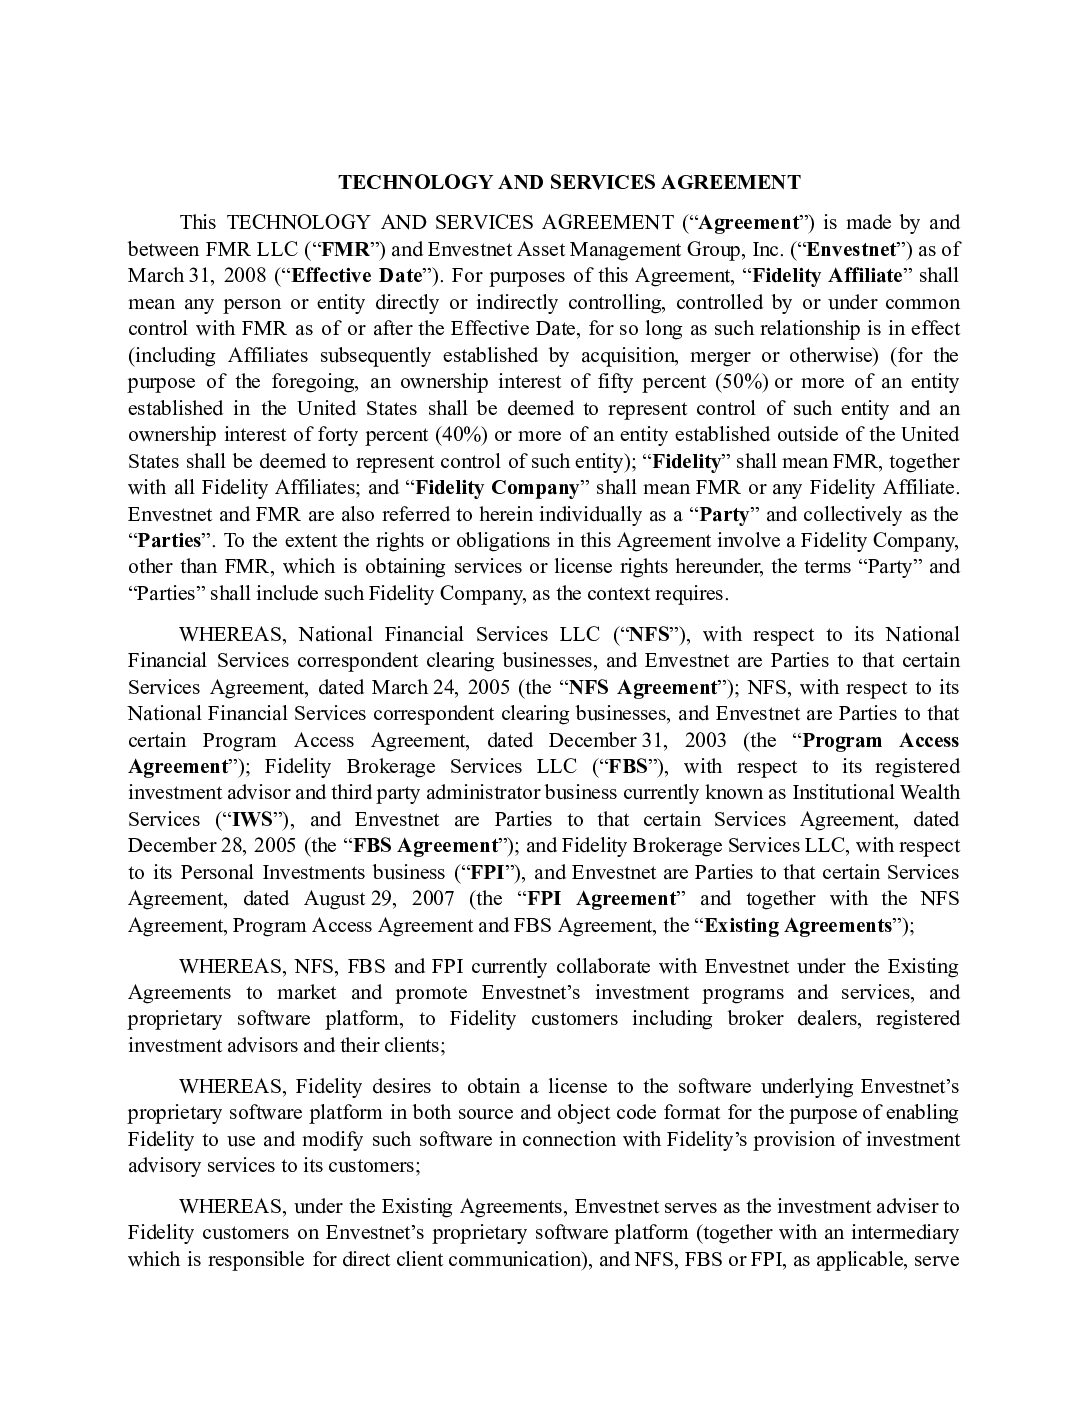 TECHNOLOGY AND SERVICES AGREEMENT
This TECHNOLOGY AND SERVICES AGREEMENT (“Agreement”) is made by and
between FMR LLC (“FMR”) and Envestnet Asset Management Group, Inc. (“Envestnet”) as of
March 31, 2008 (“Effective Date”). For purposes of this Agreement, “Fidelity Affiliate” shall
mean any person or entity directly or indirectly controlling, controlled by or under common
control with FMR as of or after the Effective Date, for so long as such relationship is in effect
(including Affiliates subsequently established by acquisition, merger or otherwise) (for the
purpose of the foregoing, an ownership interest of fifty percent (50%) or more of an entity
established in the United States shall be deemed to represent control of such entity and an
ownership interest of forty percent (40%) or more of an entity established outside of the United
States shall be deemed to represent control of such entity); “Fidelity” shall mean FMR, together
with all Fidelity Affiliates; and “Fidelity Company” shall mean FMR or any Fidelity Affiliate.
Envestnet and FMR are also referred to herein individually as a “Party” and collectively as the
“Parties”. To the extent the rights or obligations in this Agreement involve a Fidelity Company,
other than FMR, which is obtaining services or license rights hereunder, the terms “Party” and
“Parties” shall include such Fidelity Company, as the context requires.
WHEREAS, National Financial Services LLC (“NFS”), with respect to its National
Financial Services correspondent clearing businesses, and Envestnet are Parties to that certain
Services Agreement, dated March 24, 2005 (the “NFS Agreement”); NFS, with respect to its
National Financial Services correspondent clearing businesses, and Envestnet are Parties to that
certain Program Access Agreement, dated December 31, 2003 (the “Program Access
Agreement”); Fidelity Brokerage Services LLC (“FBS”), with respect to its registered
investment advisor and third party administrator business currently known as Institutional Wealth
Services (“IWS”), and Envestnet are Parties to that certain Services Agreement, dated
December 28, 2005 (the “FBS Agreement”); and Fidelity Brokerage Services LLC, with respect
to its Personal Investments business (“FPI”), and Envestnet are Parties to that certain Services
Agreement, dated August 29, 2007 (the “FPI Agreement” and together with the NFS
Agreement, Program Access Agreement and FBS Agreement, the “Existing Agreements”);
WHEREAS, NFS, FBS and FPI currently collaborate with Envestnet under the Existing
Agreements to market and promote Envestnet’s investment programs and services, and
proprietary software platform, to Fidelity customers including broker dealers, registered
investment advisors and their clients;
WHEREAS, Fidelity desires to obtain a license to the software underlying Envestnet’s
proprietary software platform in both source and object code format for the purpose of enabling
Fidelity to use and modify such software in connection with Fidelity’s provision of investment
advisory services to its customers;
WHEREAS, under the Existing Agreements, Envestnet serves as the investment adviser to
Fidelity customers on Envestnet’s proprietary software platform (together with an intermediary
which is responsible for direct client communication), and NFS, FBS or FPI, as applicable, serve